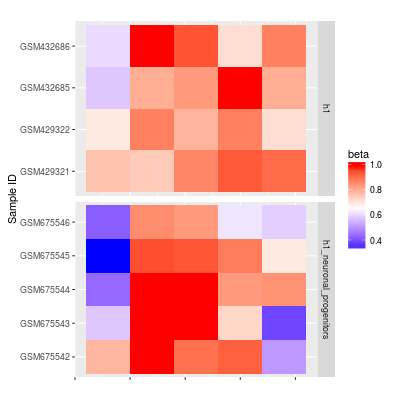 GSM432686
GSM432685
GSM429322
GSM429321
h1
GSM675546
GSM675545
GSM675544
GSM675543
GSM675542
h1_neuronal_progenitors
Sample ID
beta
1.0
0.8
0.6
0.4